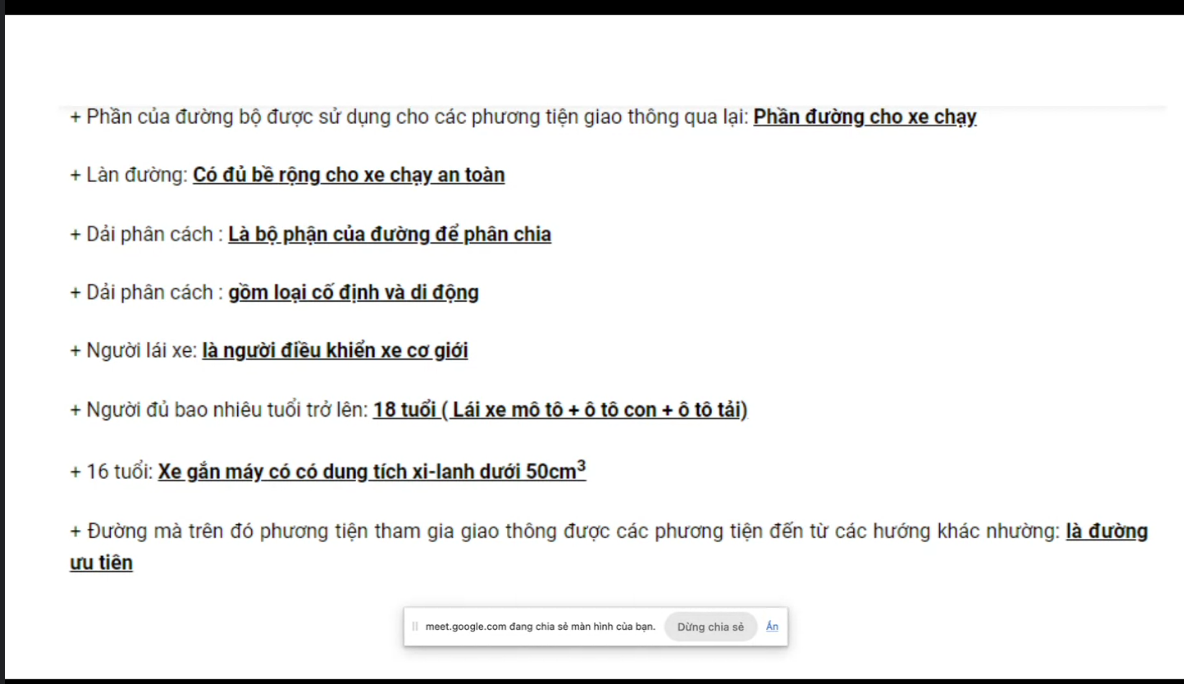 + Phần của đường bộ được sử dụng cho các phương tiện giao thông qua lại: Phần đường cho xe chạy
+ Làn đường: Có đủ bề rộng cho xe chạy an toàn
+ Dải phân cách : Là bộ phận của đường để phân chia
+ Dải phân cách : gồm loại cố định và di động
+ Người lái xe: là người điều khiển xe cơ giới
+ Người đủ bao nhiêu tuổi trở lên: 18 tuổi ( Lái xe mô tô + ô tô con + ô tô tải)
+ 16 tuổi: Xe gắn máy có có dung tích xi-lanh dưới 50cm³
+ Đường mà trên đó phương tiện tham gia giao thông được các phương tiện đến từ các hướng khác nhường: là đường
ưu tiên
meet.google.com đang chia sẻ màn hình của bạn. Dừng chia sẻ Ẩn